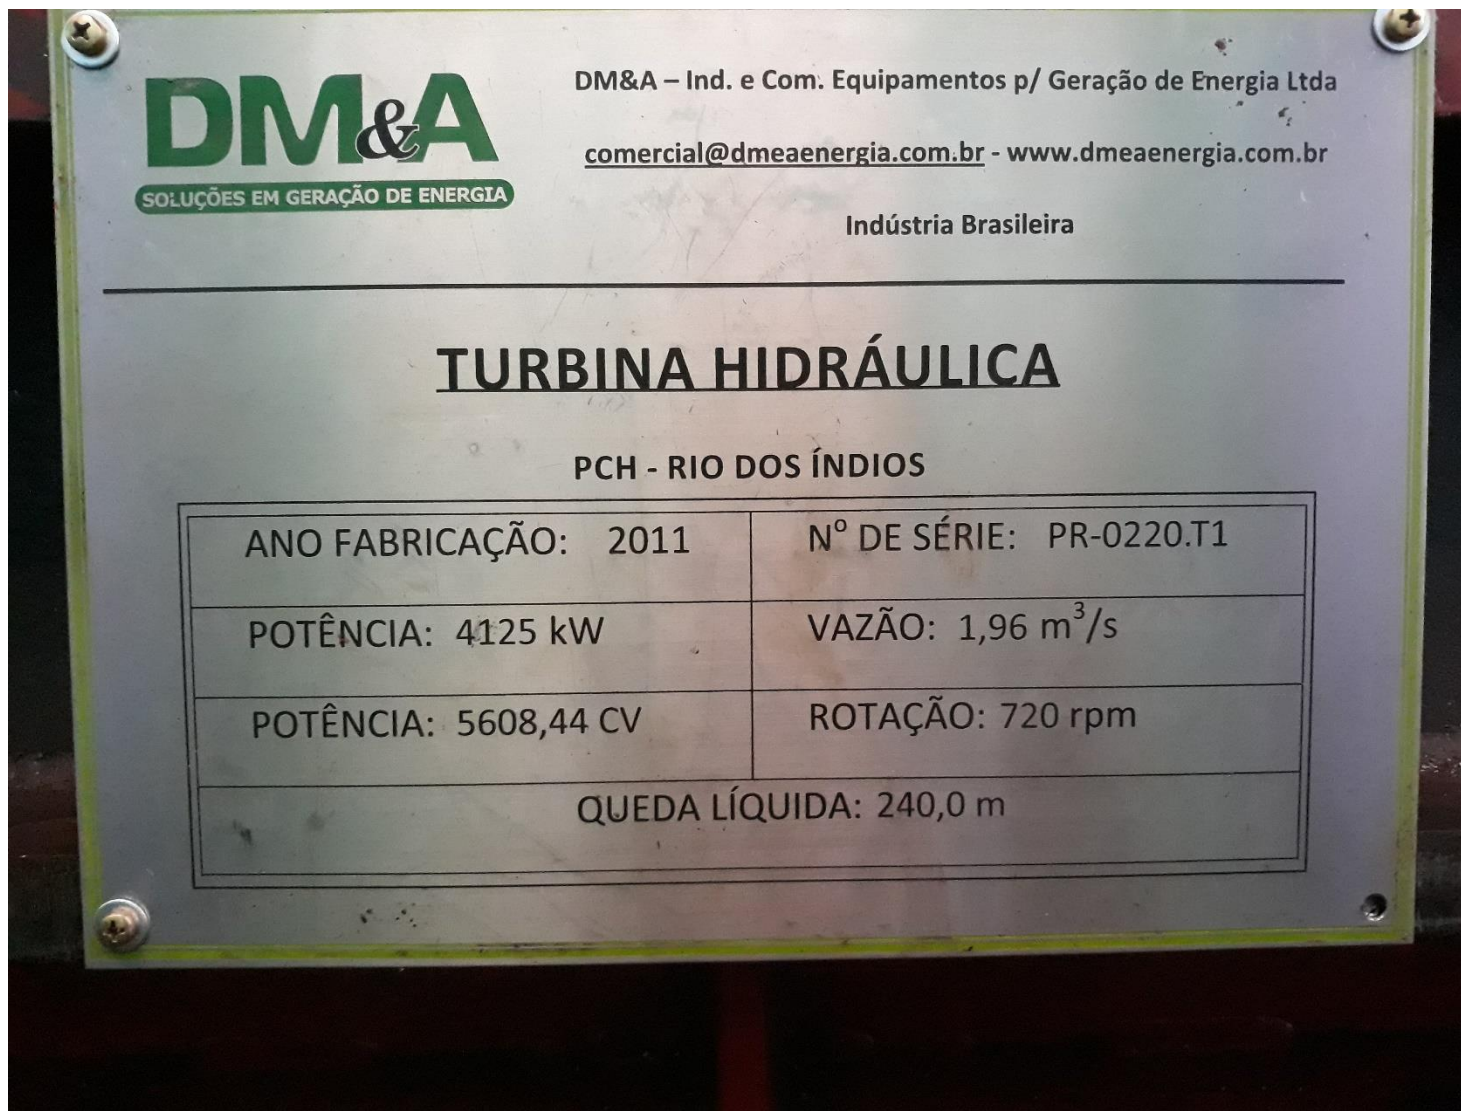 DM&A
SOLUÇÕES EM GERAÇÃO DE ENERGIA
DM&A – Ind. e Com. Equipamentos p/ Geração de Energia Ltda
comercial@dmeaenergia.com.br - www.dmeaenergia.com.br
Indústria Brasileira
TURBINA HIDRÁULICA
PCH - RIO DOS ÍNDIOS
ANO FABRICAÇÃO: 2011
Nº DE SÉRIE: PR-0220.T1
POTÊNCIA: 4125 kW
VAZÃO: 1,96 m³/s
POTÊNCIA: 5608,44 CV
ROTAÇÃO: 720 rpm
QUEDA LÍQUIDA: 240,0 m